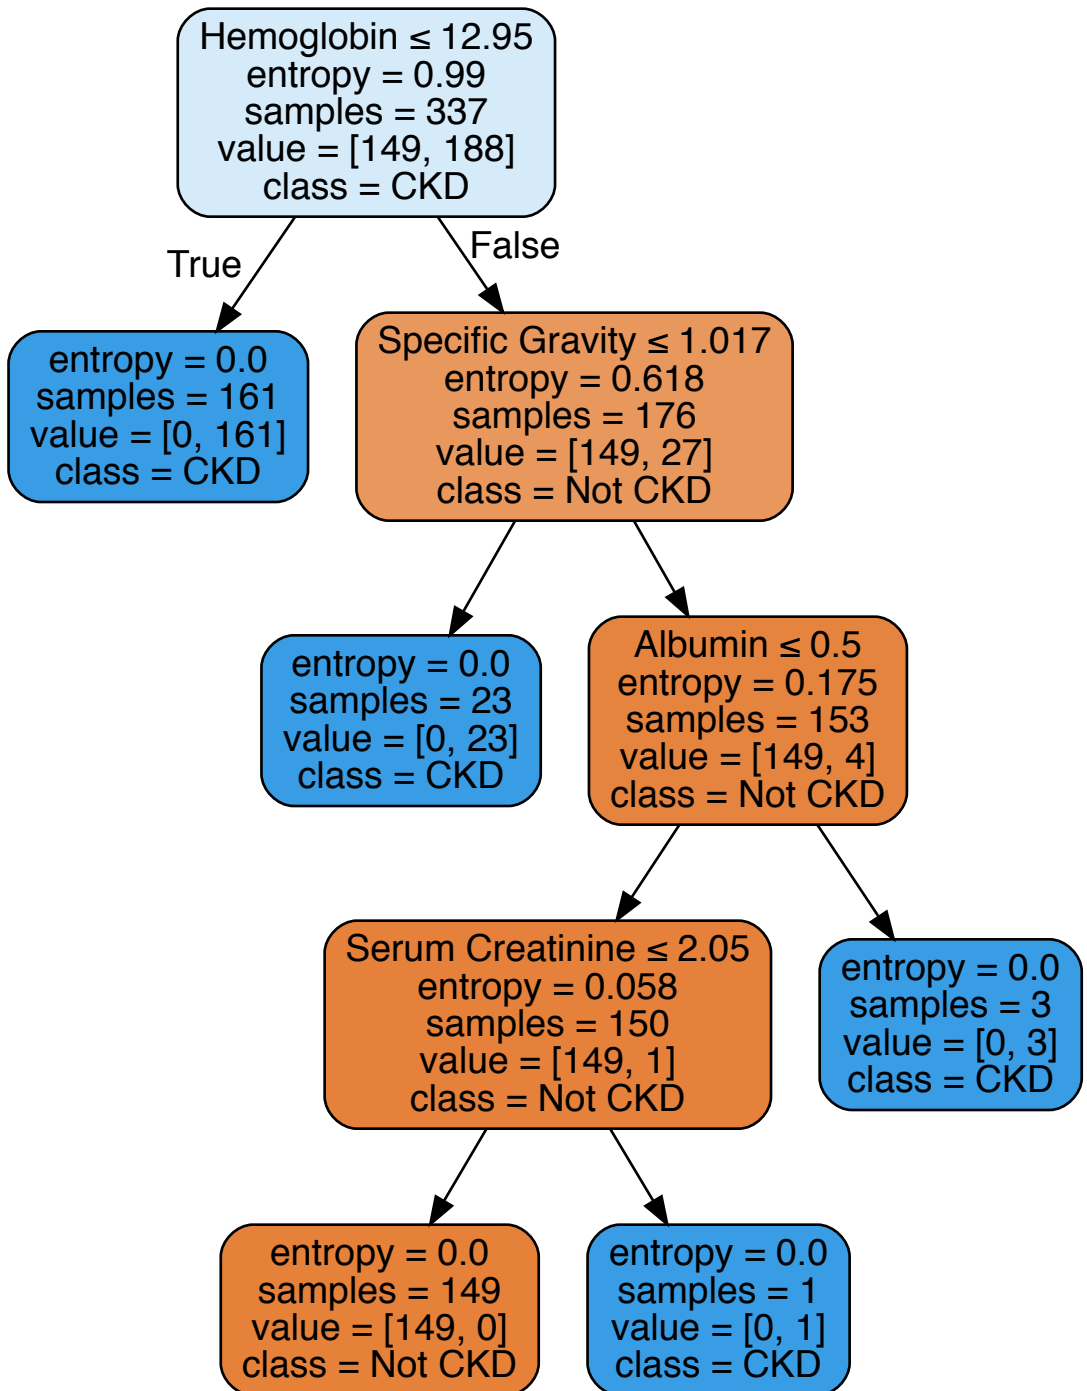 Hemoglobin ≤ 12.95
entropy = 0.99
samples = 337
value = [149, 188]
class = CKD
True
False
entropy = 0.0
samples = 161
value = [0, 161]
class = CKD
Specific Gravity ≤ 1.017
entropy = 0.618
samples = 176
value = [149, 27]
class = Not CKD
entropy = 0.0
samples = 23
value = [0, 23]
class = CKD
Albumin ≤ 0.5
entropy = 0.175
samples = 153
value = [149, 4]
class = Not CKD
Serum Creatinine ≤ 2.05
entropy = 0.058
samples = 150
value = [149, 1]
class = Not CKD
entropy = 0.0
samples = 3
value = [0, 3]
class = CKD
entropy = 0.0
samples = 149
value = [149, 0]
class = Not CKD
entropy = 0.0
samples = 1
value = [0, 1]
class = CKD